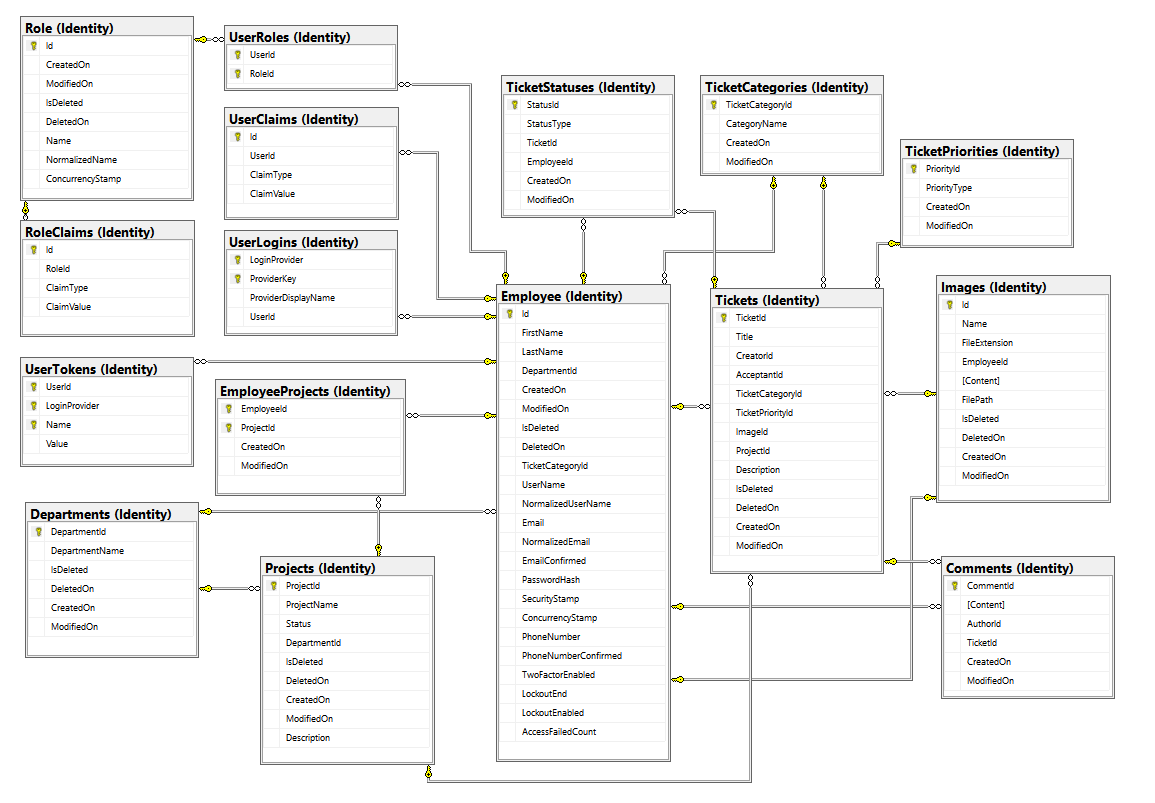 Role (Identity)
Id
CreatedOn
ModifiedOn
IsDeleted
DeletedOn
Name
NormalizedName
ConcurrencyStamp
UserRoles (Identity)
UserId
RoleId
UserClaims (Identity)
Id
UserId
ClaimType
ClaimValue
RoleClaims (Identity)
Id
RoleId
ClaimType
ClaimValue
UserLogins (Identity)
LoginProvider
ProviderKey
ProviderDisplayName
UserId
UserTokens (Identity)
UserId
LoginProvider
Name
Value
EmployeeProjects (Identity)
EmployeeId
ProjectId
CreatedOn
ModifiedOn
Departments (Identity)
DepartmentId
DepartmentName
IsDeleted
DeletedOn
CreatedOn
ModifiedOn
Projects (Identity)
ProjectId
ProjectName
Status
DepartmentId
IsDeleted
DeletedOn
CreatedOn
ModifiedOn
Description
TicketStatuses (Identity)
StatusId
StatusType
TicketId
EmployeeId
CreatedOn
ModifiedOn
TicketCategories (Identity)
TicketCategoryId
CategoryName
CreatedOn
ModifiedOn
TicketPriorities (Identity)
PriorityId
PriorityType
CreatedOn
ModifiedOn
Employee (Identity)
Id
FirstName
LastName
DepartmentId
CreatedOn
ModifiedOn
IsDeleted
DeletedOn
TicketCategoryId
UserName
NormalizedUserName
Email
NormalizedEmail
EmailConfirmed
PasswordHash
SecurityStamp
ConcurrencyStamp
PhoneNumber
PhoneNumberConfirmed
TwoFactorEnabled
LockoutEnd
LockoutEnabled
AccessFailedCount
Tickets (Identity)
TicketId
Title
CreatorId
AcceptantId
TicketCategoryId
TicketPriorityId
ImageId
ProjectId
Description
IsDeleted
DeletedOn
CreatedOn
ModifiedOn
Images (Identity)
Id
Name
FileExtension
EmployeeId
[Content]
FilePath
IsDeleted
DeletedOn
CreatedOn
ModifiedOn
Comments (Identity)
CommentId
[Content]
AuthorId
TicketId
CreatedOn
ModifiedOn